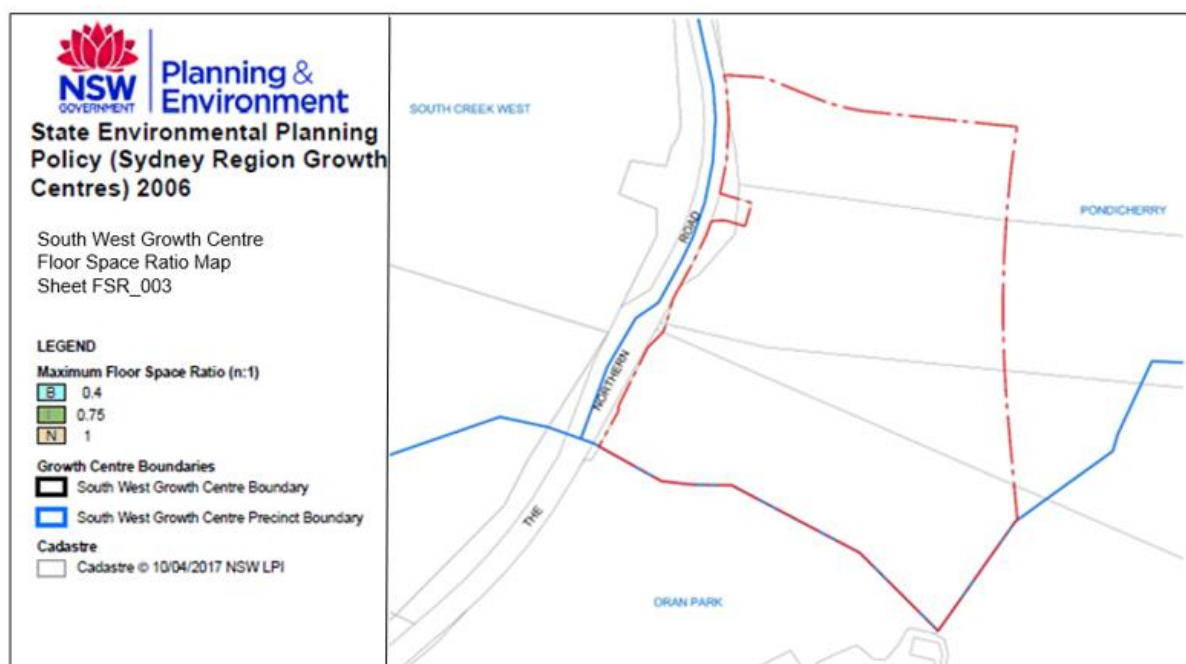 NSW
GOVERNMENT
Planning &
Environment
State Environmental Planning
Policy (Sydney Region Growth
Centres) 2006
South West Growth Centre
Floor Space Ratio Map
Sheet FSR_003
LEGEND
Maximum Floor Space Ratio (n:1)
B 0.4
I 0.75
N 1
Growth Centre Boundaries
South West Growth Centre Boundary
South West Growth Centre Precinct Boundary
Cadastre
Cadastre © 10/04/2017 NSW LPI
SOUTH CREEK WEST
PONDICHERRY
THE NORTHERN ROAD
ORAN PARK